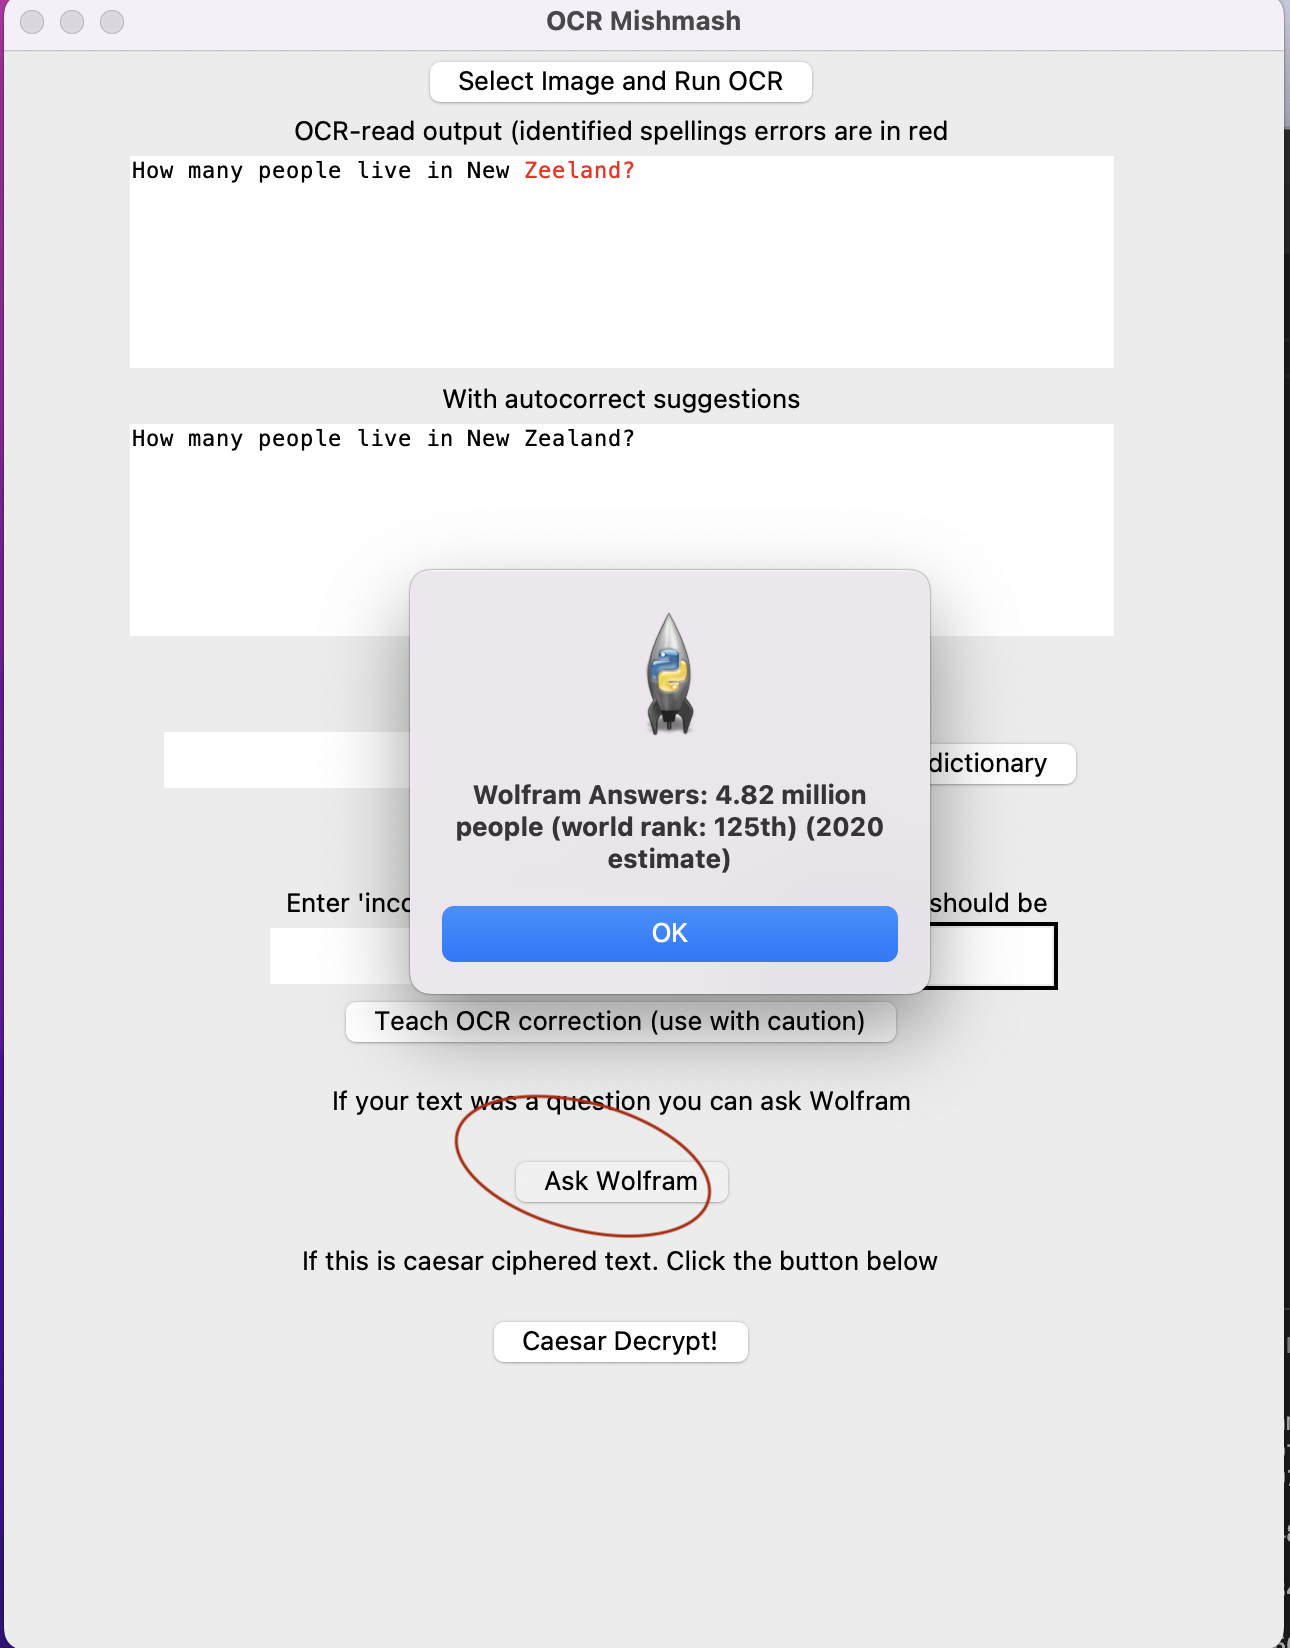 OCR Mishmash
Select Image and Run OCR
OCR-read output (identified spellings errors are in red
How many people live in New Zeeland?
With autocorrect suggestions
How many people live in New Zealand?
dictionary
Wolfram Answers: 4.82 million
people (world rank: 125th) (2020
estimate)
Enter 'inco should be
OK
Teach OCR correction (use with caution)
If your text was a question you can ask Wolfram
Ask Wolfram
If this is caesar ciphered text. Click the button below
Caesar Decrypt!